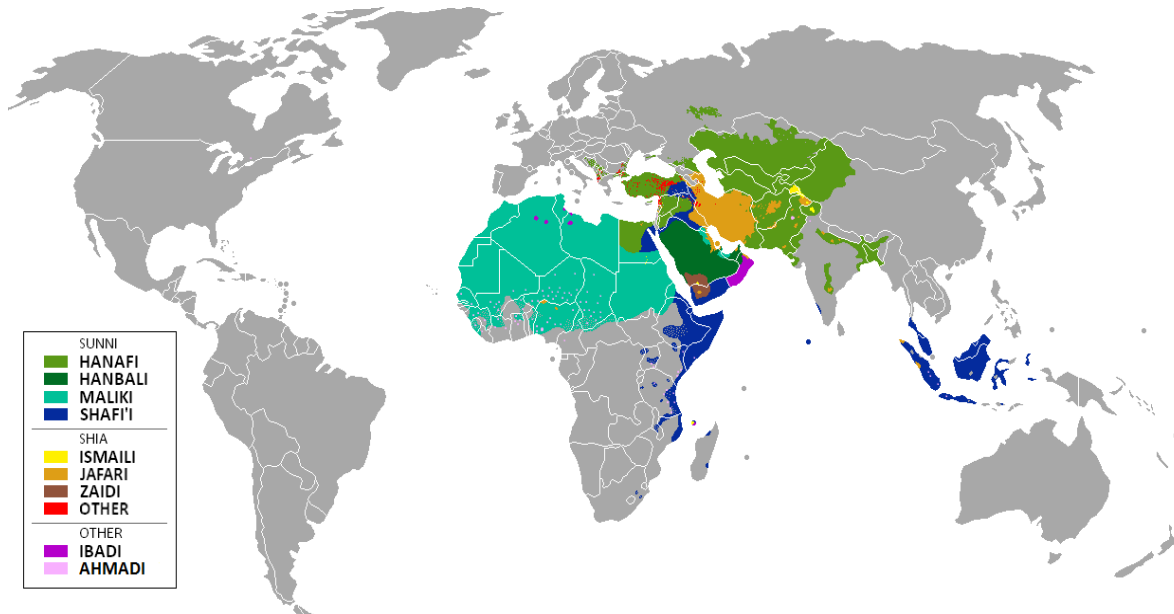 SUNNI
HANAFI
HANBALI
MALIKI
SHAFI'I
SHIA
ISMAILI
JAFARI
ZAIDI
OTHER
OTHER
IBADI
AHMADI